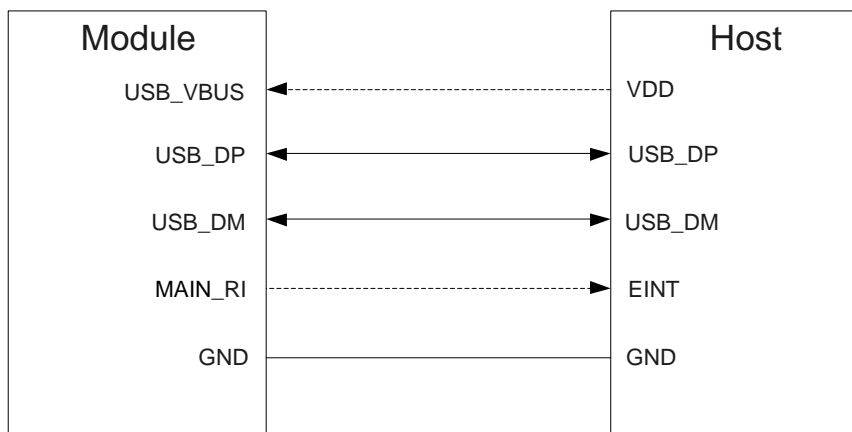 Module
Host
USB_VBUS
VDD
USB_DP
USB_DP
USB_DM
USB_DM
MAIN_RI
EINT
GND
GND